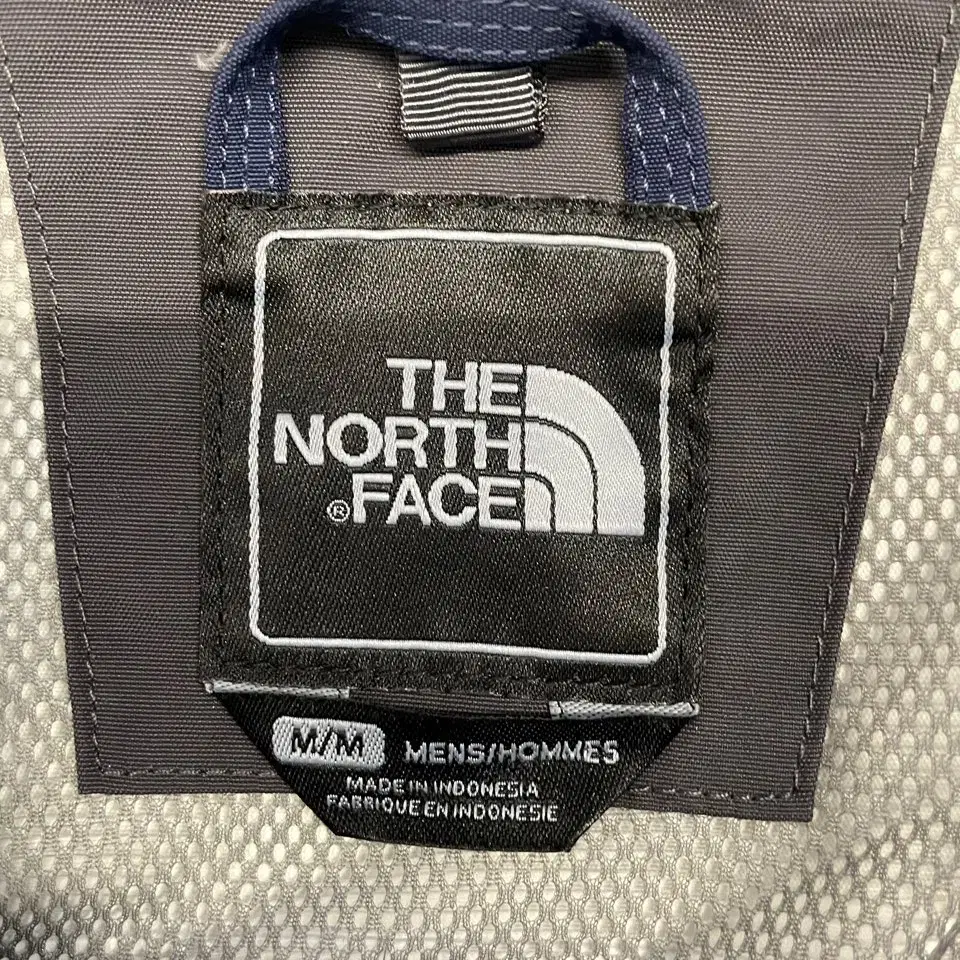 THE
NORTH
®FACE
M/M MENS/HOMMES
MADE IN INDONESIA
FABRIQUE EN INDONESIE